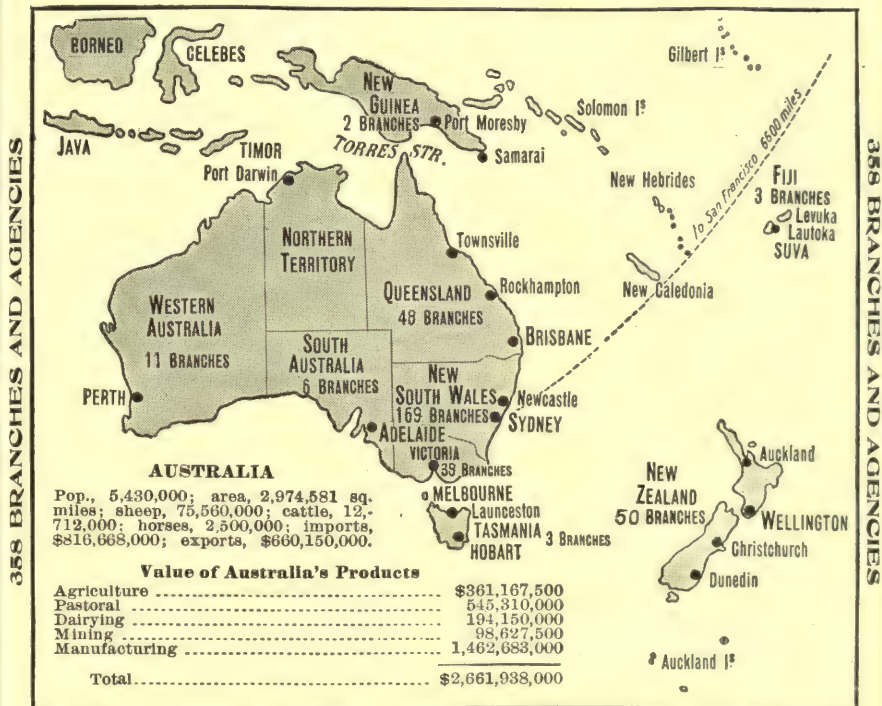 358 BRANCHES AND AGENCIES
BORNEO
CELEBES
Gilbert Is
NEW
GUINEA
2 BRANCHES
Port Moresby
Solomon Is
JAVA
TIMOR
TORRES STR.
Samarai
Port Darwin
New Hebrides
To San Francisco 6600 miles
FIJI
3 BRANCHES
Levuka
Lautoka
SUVA
NORTHERN
TERRITORY
Townsville
New Caledonia
QUEENSLAND
48 BRANCHES
Rockhampton
WESTERN
AUSTRALIA
11 BRANCHES
SOUTH
AUSTRALIA
6 BRANCHES
BRISBANE
NEW
SOUTH WALES
169 BRANCHES
Newcastle
SYDNEY
PERTH
ADELAIDE
VICTORIA
39 BRANCHES
MELBOURNE
Launceston
TASMANIA
3 BRANCHES
HOBART
Auckland
NEW
ZEALAND
50 BRANCHES
WELLINGTON
Christchurch
Dunedin
Auckland Is
AUSTRALIA
Pop., 5,430,000; area, 2,974,581 sq.
miles; sheep, 75,560,000; cattle, 12,-
712,000; horses, 2,500,000; imports,
$816,668,000; exports, $660,150,000.
Value of Australia's Products
Agriculture ........ $361,167,500
Pastoral ........ 545,310,000
Dairying ........ 194,150,000
Mining ........ 98,627,500
Manufacturing ........ 1,462,683,000
Total ........ $2,661,938,000
358 BRANCHES AND AGENCIES